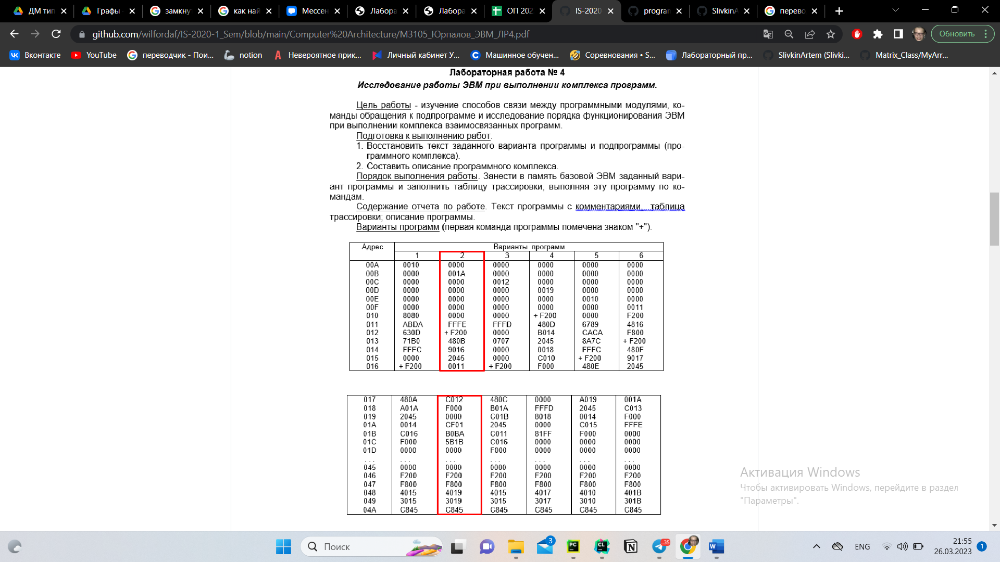 ДМ тип
Графы -
замкну
как най
Мессен
Лабора
Лабора
ОП 202
IS-2020
program
SlivkinA
перево
github.com/wilfordaf/IS-2020-1_Sem/blob/main/Computer%20Architecture/M3105_Юрпалов_ЭВМ_ЛР4.pdf
Обновить
Вконтакте
YouTube
переводчик - Пои...
notion
Невероятное прик...
Личный кабинет У...
Машинное обучен...
Соревнования • S...
Лабораторный пр...
SlivkinArtem (Slivki...
Matrix_Class/MyArr...
Лабораторная работа № 4
Исследование работы ЭВМ при выполнении комплекса программ.
Цель работы - изучение способов связи между программными модулями, ко-
манды обращения к подпрограмме и исследование порядка функционирования ЭВМ
при выполнении комплекса взаимосвязанных программ.
Подготовка к выполнению работ.
1. Восстановить текст заданного варианта программы и подпрограммы (про-
граммного комплекса).
2. Составить описание программного комплекса.
Порядок выполнения работы. Занести в память базовой ЭВМ заданный вари-
ант программы и заполнить таблицу трассировки, выполняя эту программу по ко-
мандам.
Содержание отчета по работе. Текст программы с комментариями, таблица
трассировки; описание программы.
Варианты программ (первая команда программы помечена знаком "+").
Адрес Варианты программ
1 2 3 4 5 6
00A 0010 0000 0000 0000 0000 0000
00B 0000 001A 0000 0000 0000 0000
00C 0000 0000 0012 0000 0000 0000
00D 0000 0000 0000 0019 0000 0000
00E 0000 0000 0000 0000 0010 0000
00F 0000 0000 0000 0000 0000 0011
010 8080 0000 0000 + F200 0000 F200
011 ABDA FFFE FFFD 480D 6789 4816
012 630D + F200 0000 B014 CACA F800
013 71B0 480B 0707 2045 8A7C + F200
014 FFFC 9016 0000 0018 FFFC 480F
015 0000 2045 0000 C010 + F200 9017
016 + F200 0011 + F200 F000 480E 2045
017 480A C012 480C 0000 A019 001A
018 A01A F000 B01A FFFD 2045 C013
019 2045 0000 C01B 8018 0014 F000
01A 0014 CF01 2045 0000 C015 FFFE
01B C016 B0BA C011 81FF F000 0000
01C F000 5B1B C016 0000 0000 0000
01D 0000 0000 F000 0000 0000 0000
. . . . . . . . . . . . . . . . . . . . .
045 0000 0000 0000 0000 0000 0000
046 F200 F200 F200 F200 F200 F200
047 F800 F800 F800 F800 F800 F800
048 4015 4019 4015 4017 4010 401B
049 3015 3019 3015 3017 3010 301B
04A C845 C845 C845 C845 C845 C845
Активация Windows
Чтобы активировать Windows, перейдите в раздел
"Параметры".
Поиск
3
PC
CL
35
ENG
21:55
26.03.2023
1